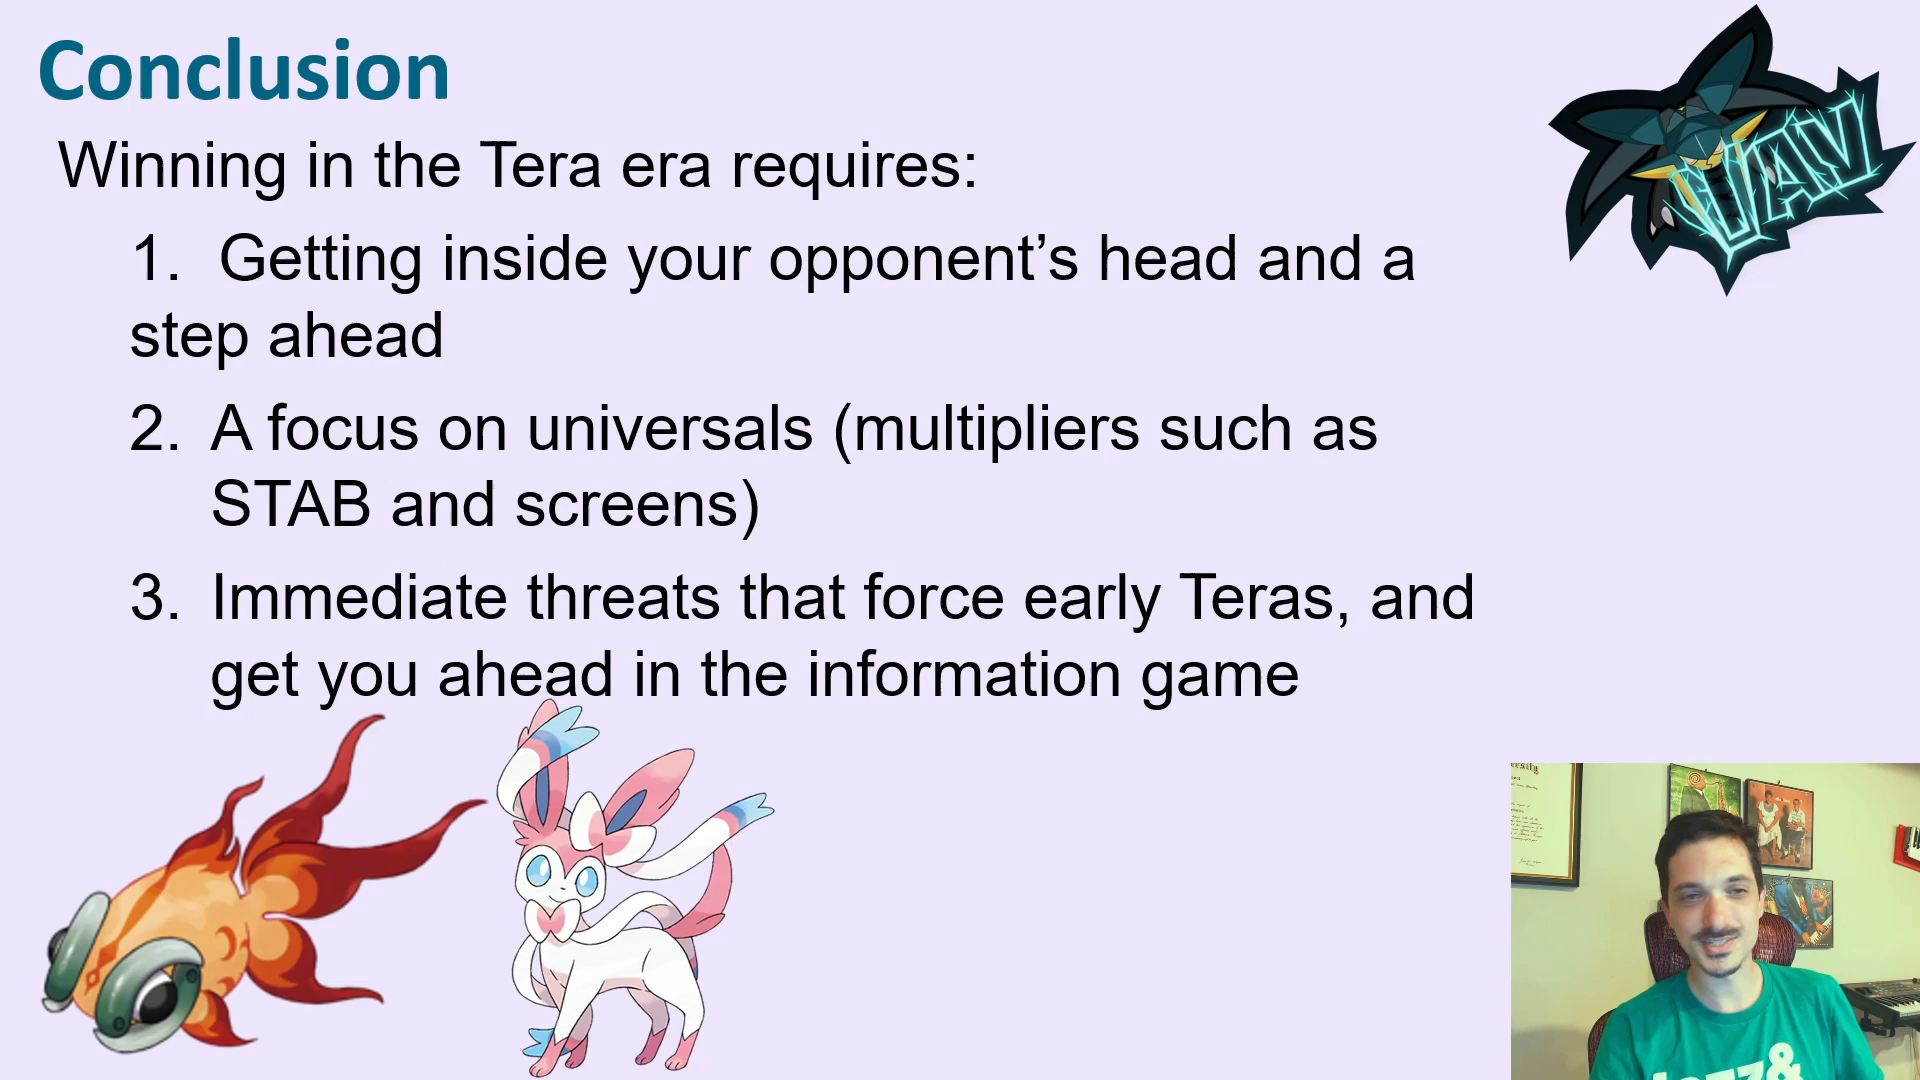 Conclusion
Winning in the Tera era requires:
1. Getting inside your opponent’s head and a
step ahead
2. A focus on universals (multipliers such as
STAB and screens)
3. Immediate threats that force early Teras, and
get you ahead in the information game
UAV